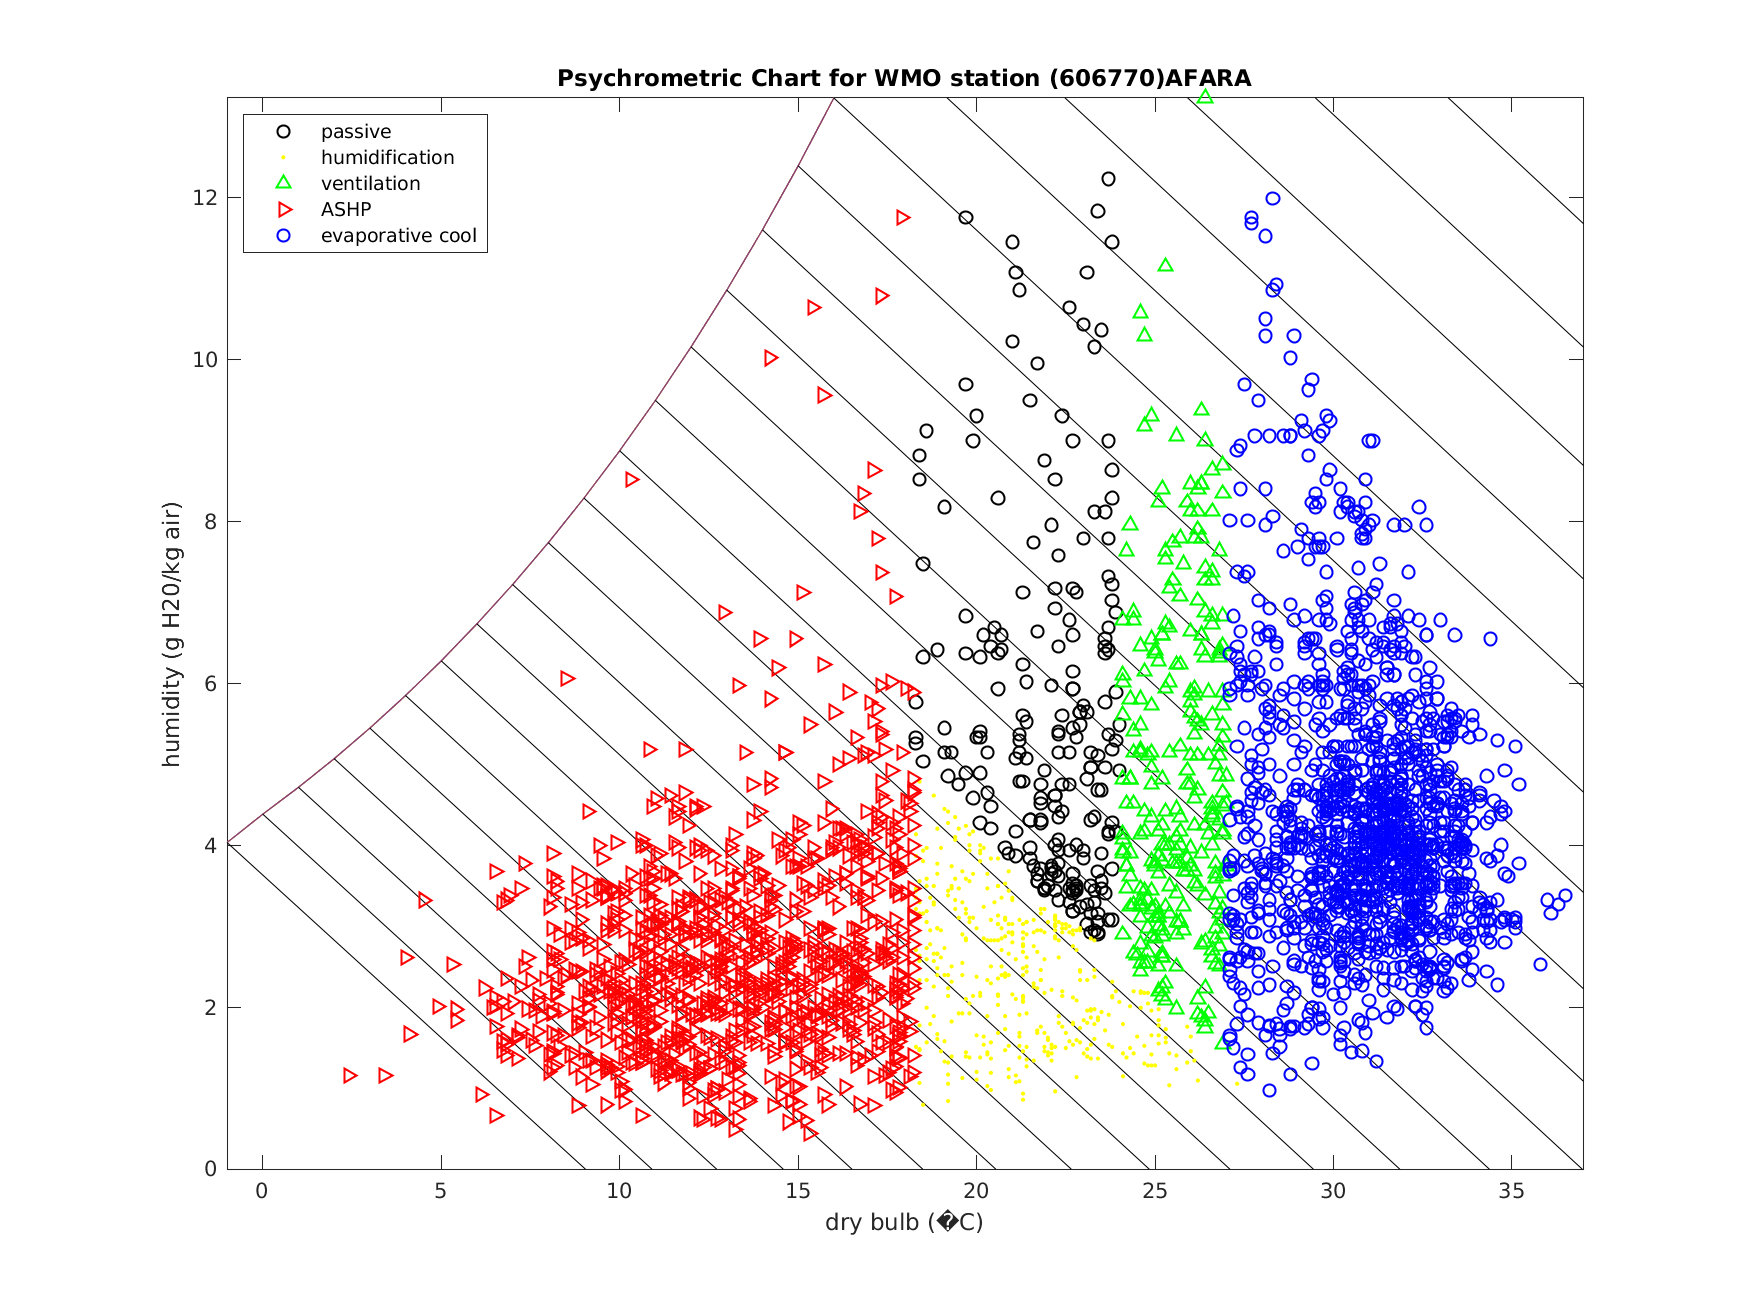 Psychrometric Chart for WMO station (606770)AFARA
passive
humidification
ventilation
ASHP
evaporative cool
humidity (g H20/kg air)
12
10
8
6
4
2
0
0 5 10 15 20 25 30 35
dry bulb (�C)